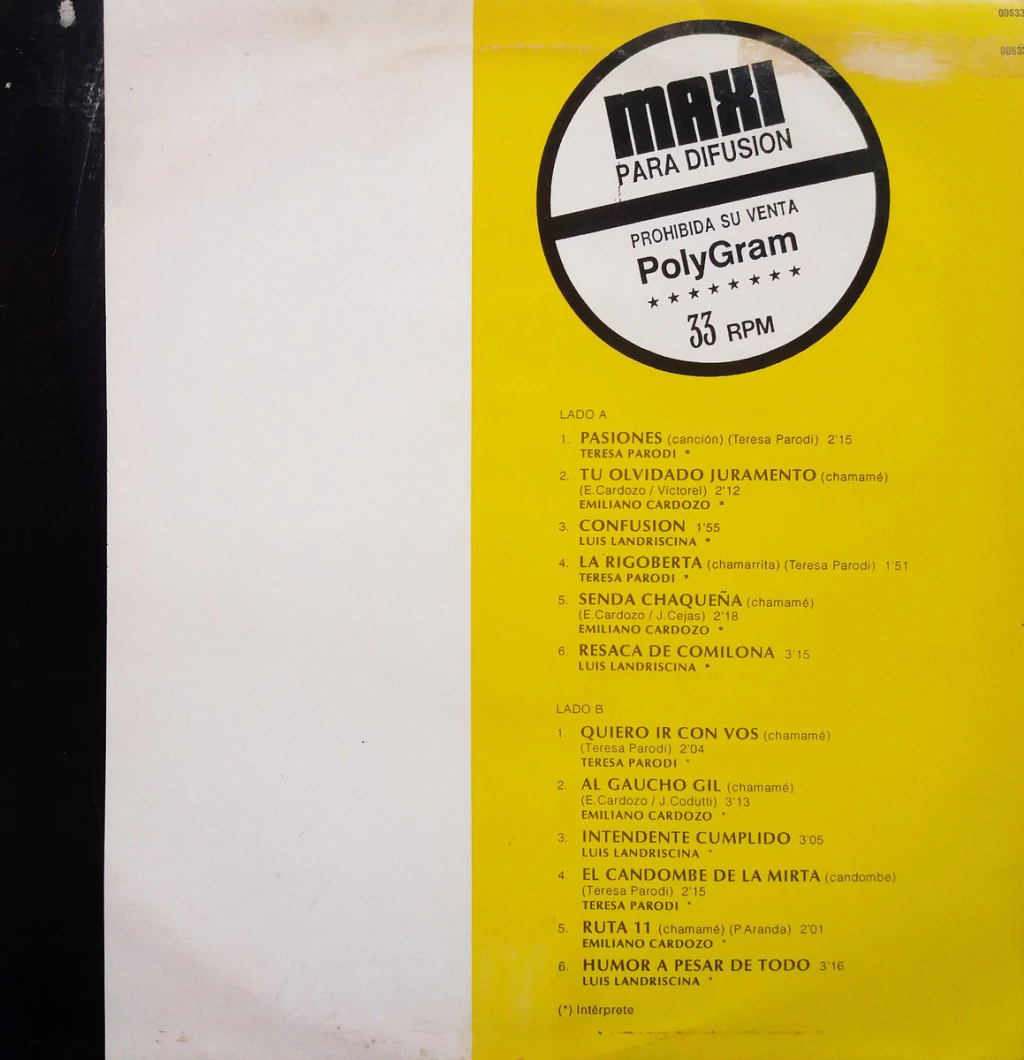 00533
00533
MAXI
PARA DIFUSION
PROHIBIDA SU VENTA
PolyGram
★ ★ ★ ★ ★ ★ ★ ★
33 RPM
LADO A
1. PASIONES (canción) (Teresa Parodi) 2'15
TERESA PARODI *
2. TU OLVIDADO JURAMENTO (chamamé)
(E.Cardozo / Victorel) 2'12
EMILIANO CARDOZO *
3. CONFUSION 1'55
LUIS LANDRISCINA *
4. LA RIGOBERTA (chamarrita) (Teresa Parodi) 1'51
TERESA PARODI *
5. SENDA CHAQUEÑA (chamamé)
(E.Cardozo / J.Cejas) 2'18
EMILIANO CARDOZO *
6. RESACA DE COMILONA 3'15
LUIS LANDRISCINA *
LADO B
1 QUIERO IR CON VOS (chamamé)
(Teresa Parodi) 2'04
TERESA PARODI *
2. AL GAUCHO GIL (chamamé)
(E.Cardozo / J.Codutti) 3'13
EMILIANO CARDOZO *
3. INTENDENTE CUMPLIDO 3'05
LUIS LANDRISCINA *
4. EL CANDOMBE DE LA MIRTA (candombe)
(Teresa Parodi) 2'15
TERESA PARODI *
5. RUTA 11 (chamamé) (P.Aranda) 2'01
EMILIANO CARDOZO *
6. HUMOR A PESAR DE TODO 3'16
LUIS LANDRISCINA *
(*) Intérprete